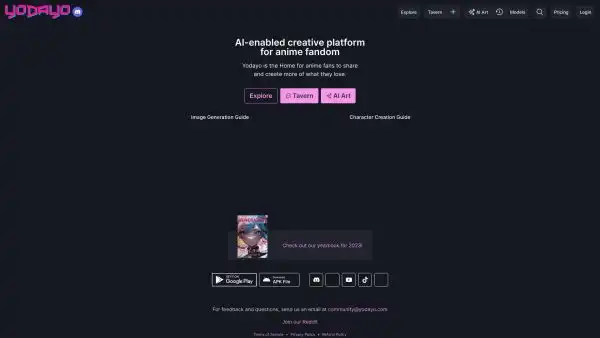 YODAYO
Explore
Tavern
AI Art
Models
Pricing
Login
AI-enabled creative platform
for anime fandom
Yodayo is the Home for anime fans to share
and create more of what they love
Explore
Tavern
AI Art
Image Generation Guide
Character Creation Guide
Check out our yearbook for 2023!
GET IT ON
Google Play
Download
APK File
For feedback and questions, send us an email at community@yodayo.com
Join our Reddit
Terms of Service • Privacy Policy • Refund Policy